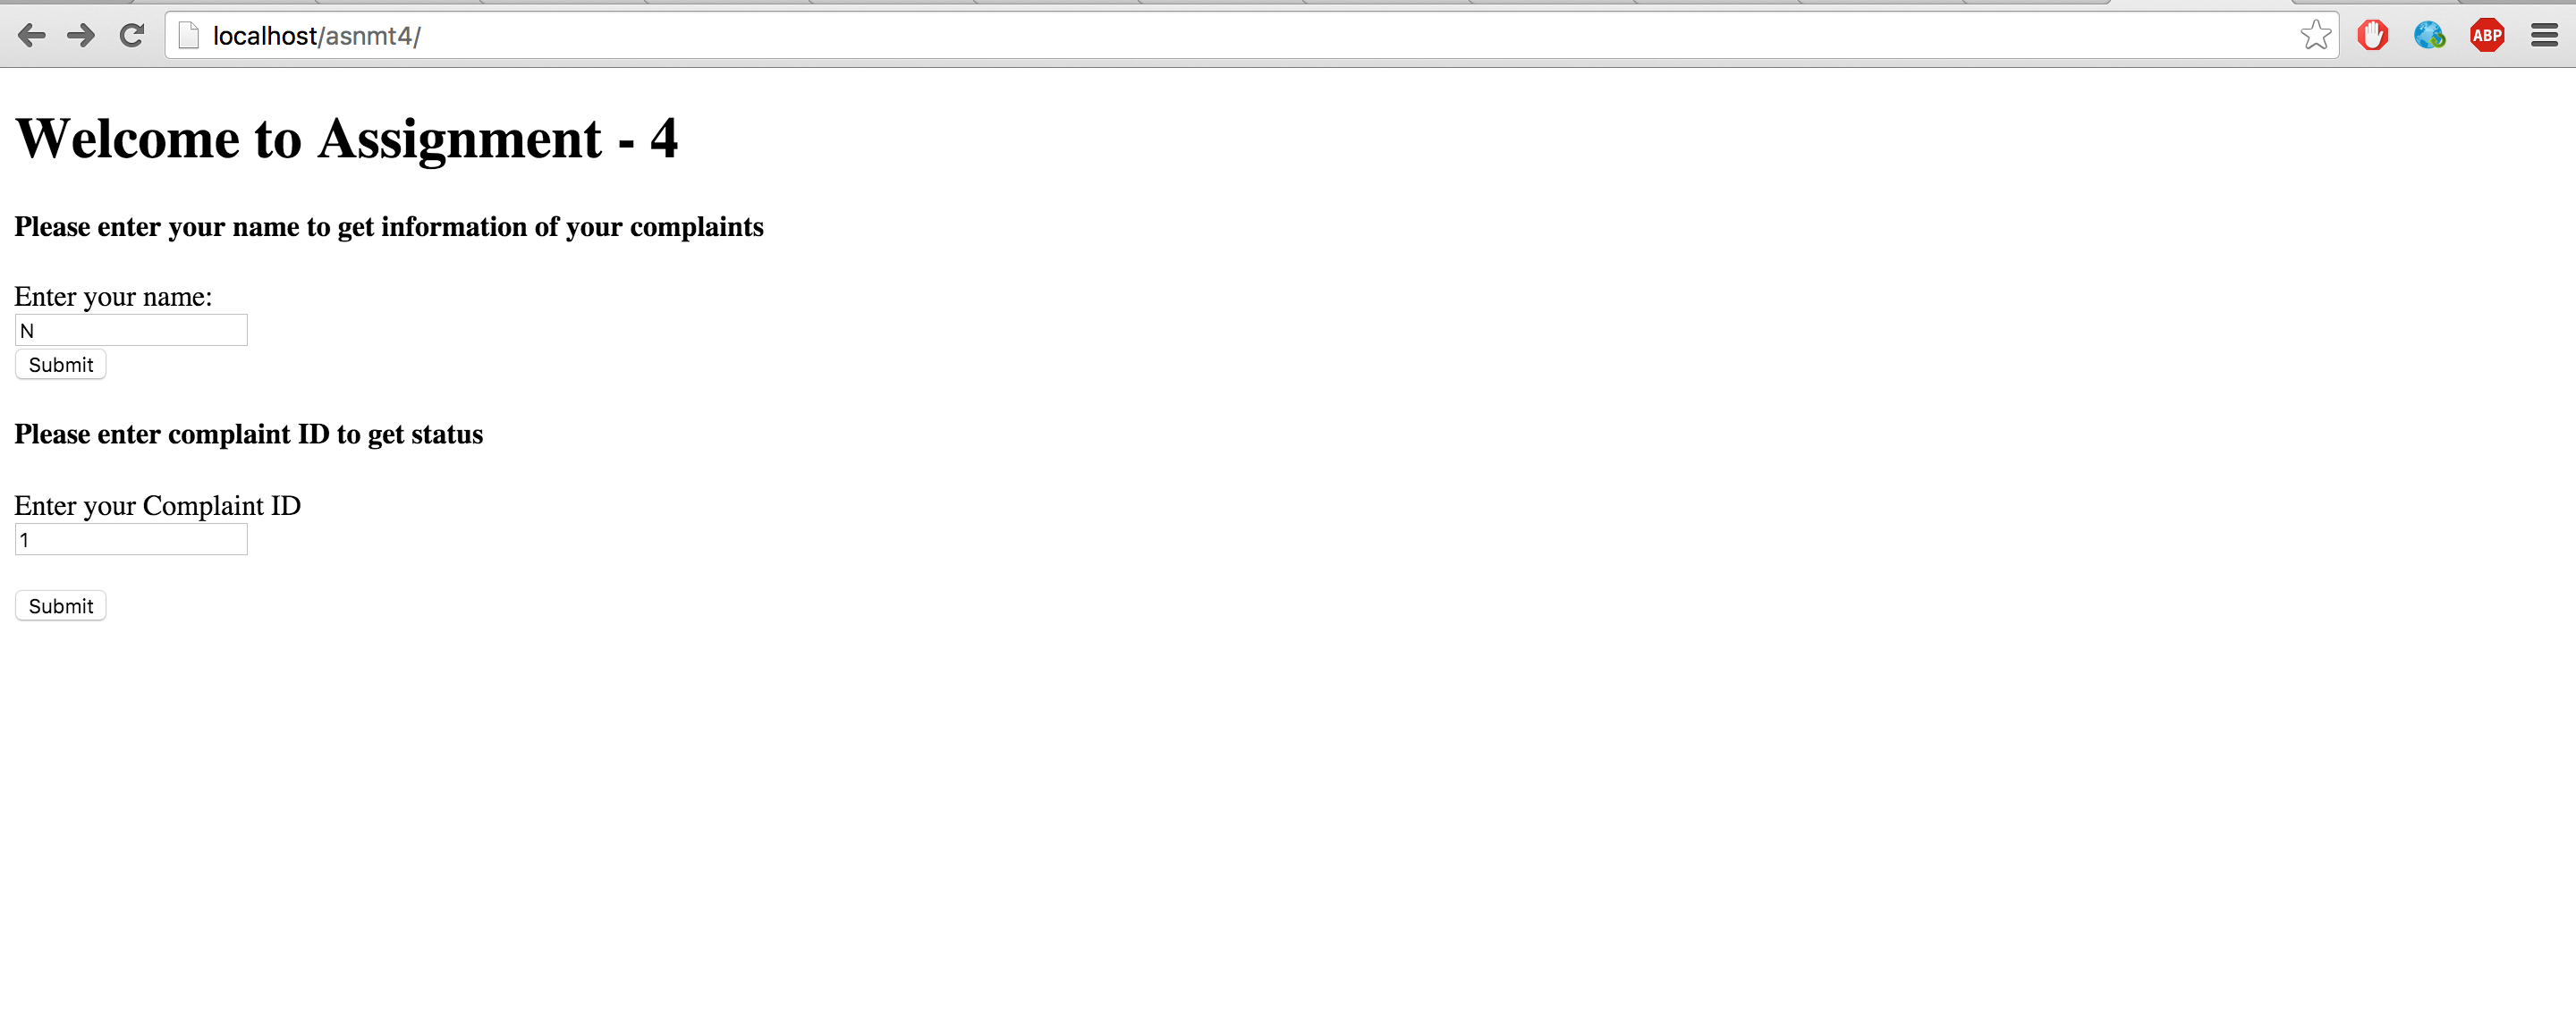 localhost/asnmt4/
ABP
Welcome to Assignment - 4
Please enter your name to get information of your complaints
Enter your name:
N
Submit
Please enter complaint ID to get status
Enter your Complaint ID
1
Submit